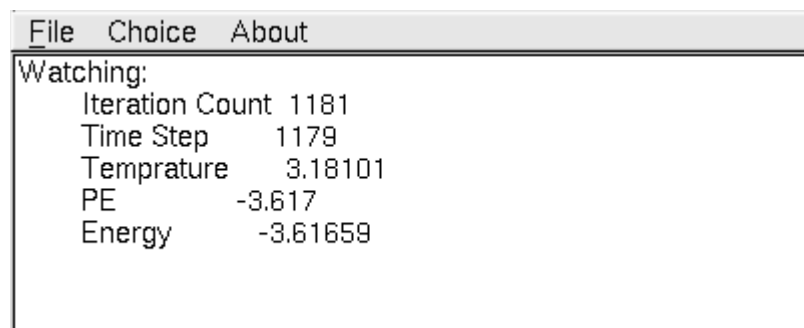 File Choice About
Watching:
Iteration Count 1181
Time Step 1179
Temprature 3.18101
PE -3.617
Energy -3.61659